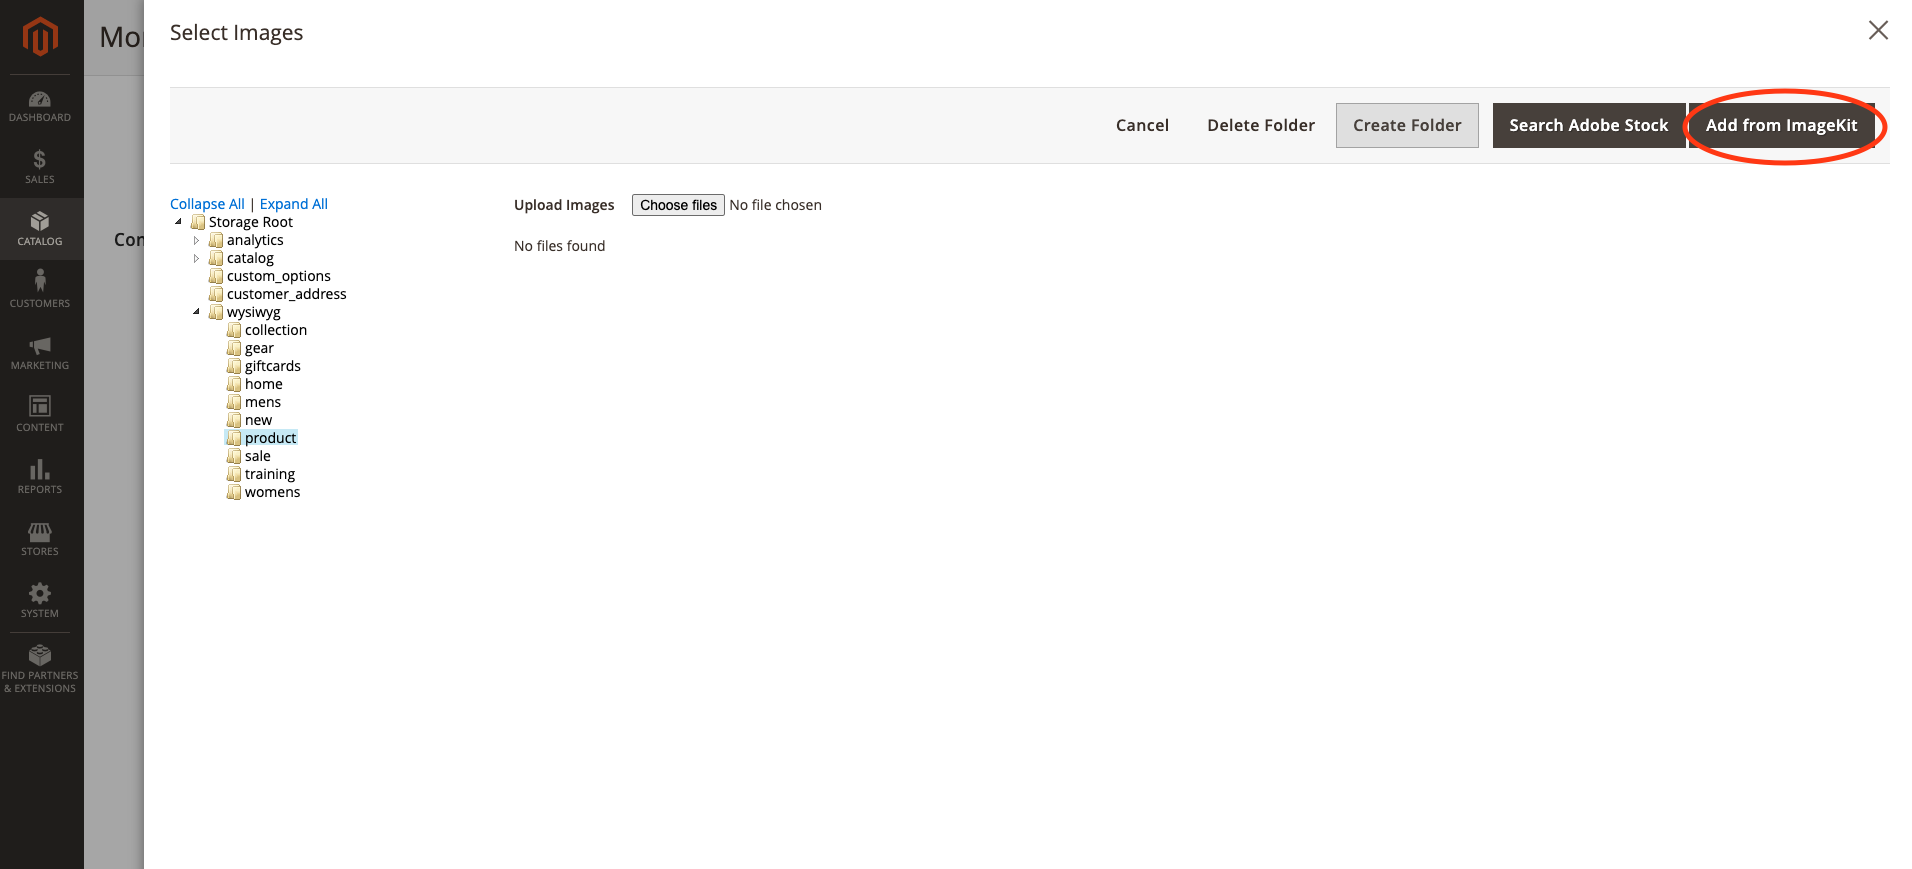 Mo
Select Images
Cancel
Delete Folder
Create Folder
Search Adobe Stock
Add from ImageKit
DASHBOARD
SALES
CATALOG
CUSTOMERS
MARKETING
CONTENT
REPORTS
STORES
SYSTEM
FIND PARTNERS
& EXTENSIONS
Con
Collapse All | Expand All
Storage Root
analytics
catalog
custom_options
customer_address
wysiwyg
collection
gear
giftcards
home
mens
new
product
sale
training
womens
Upload Images Choose files No file chosen
No files found